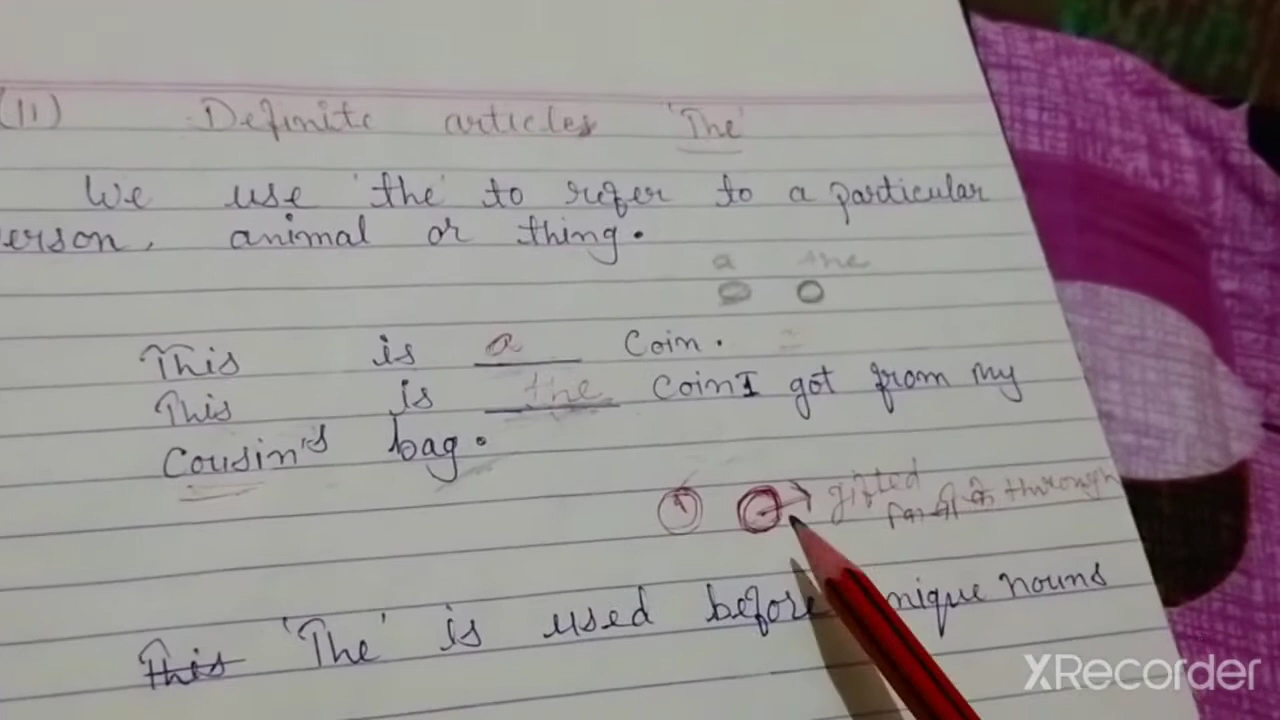 (11) Definite articles 'The'
We use 'the' to refer to a particular
erson, animal or thing.
a the
This is a Coin.
This is the Coin I got from my
Cousin's bag.
gifted
किसी के through
This 'The' is used before nique nouns
XRecorder